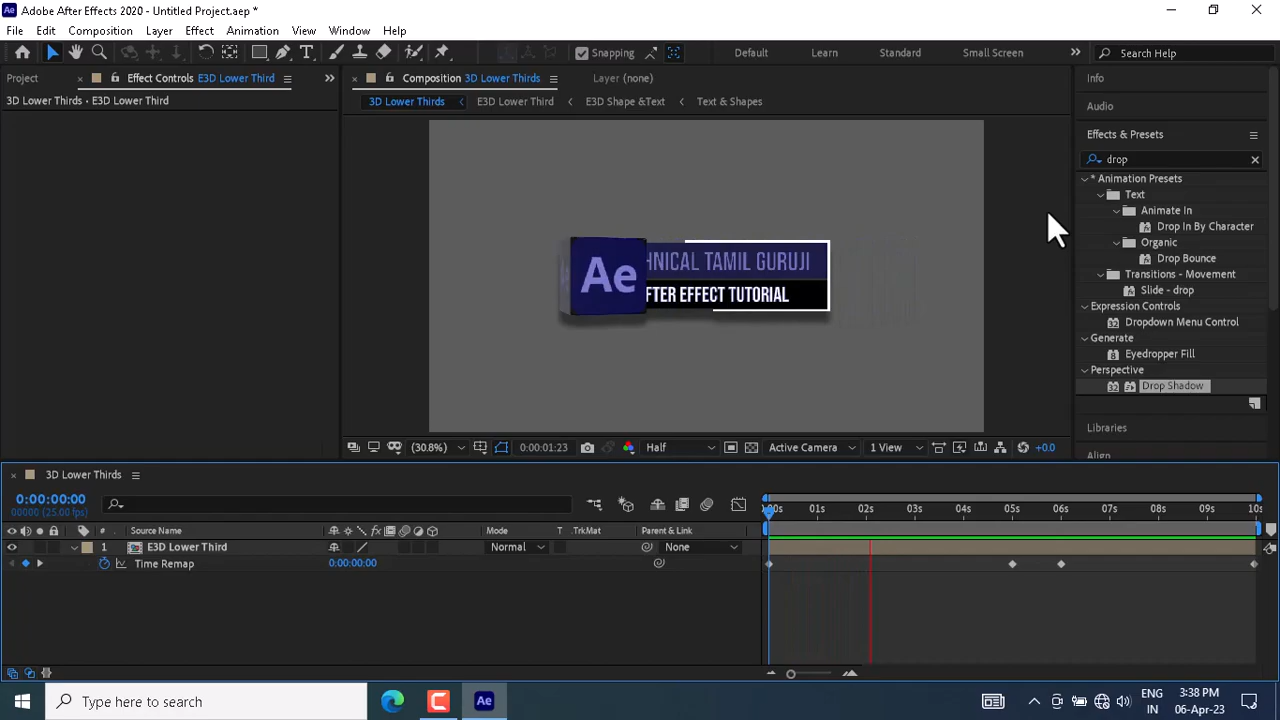 Adobe After Effects 2020 - Untitled Project.aep *
File Edit Composition Layer Effect Animation View Window Help
Snapping Default Learn Standard Small Screen Search Help
Project Effect Controls E3D Lower Third
E3D Lower Thirds • E3D Lower Third
Composition 3D Lower Thirds Layer (none)
3D Lower Thirds E3D Lower Third E3D Shape &Text Text & Shapes
Ae
HNICAL TAMIL GURUJI
FTER EFFECT TUTORIAL
(30.8%) 0:00:01:23 Half Active Camera 1 View +0.0
Info
Audio
Effects & Presets
drop
* Animation Presets
Text
Animate In
Drop In By Character
Organic
Drop Bounce
Transitions - Movement
Slide - drop
Expression Controls
32 Dropdown Menu Control
Generate
8 Eyedropper Fill
Perspective
32 Drop Shadow
Libraries
Align
3D Lower Thirds
0:00:00:00
00000 (25.00 fps)
# Source Name Mode T .TrkMat Parent & Link
00s 01s 02s 03s 04s 05s 06s 07s 08s 09s 10s
1 E3D Lower Third Normal None
Time Remap 0:00:00:00
Type here to search
Ae
ENG
IN
3:38 PM
06-Apr-23